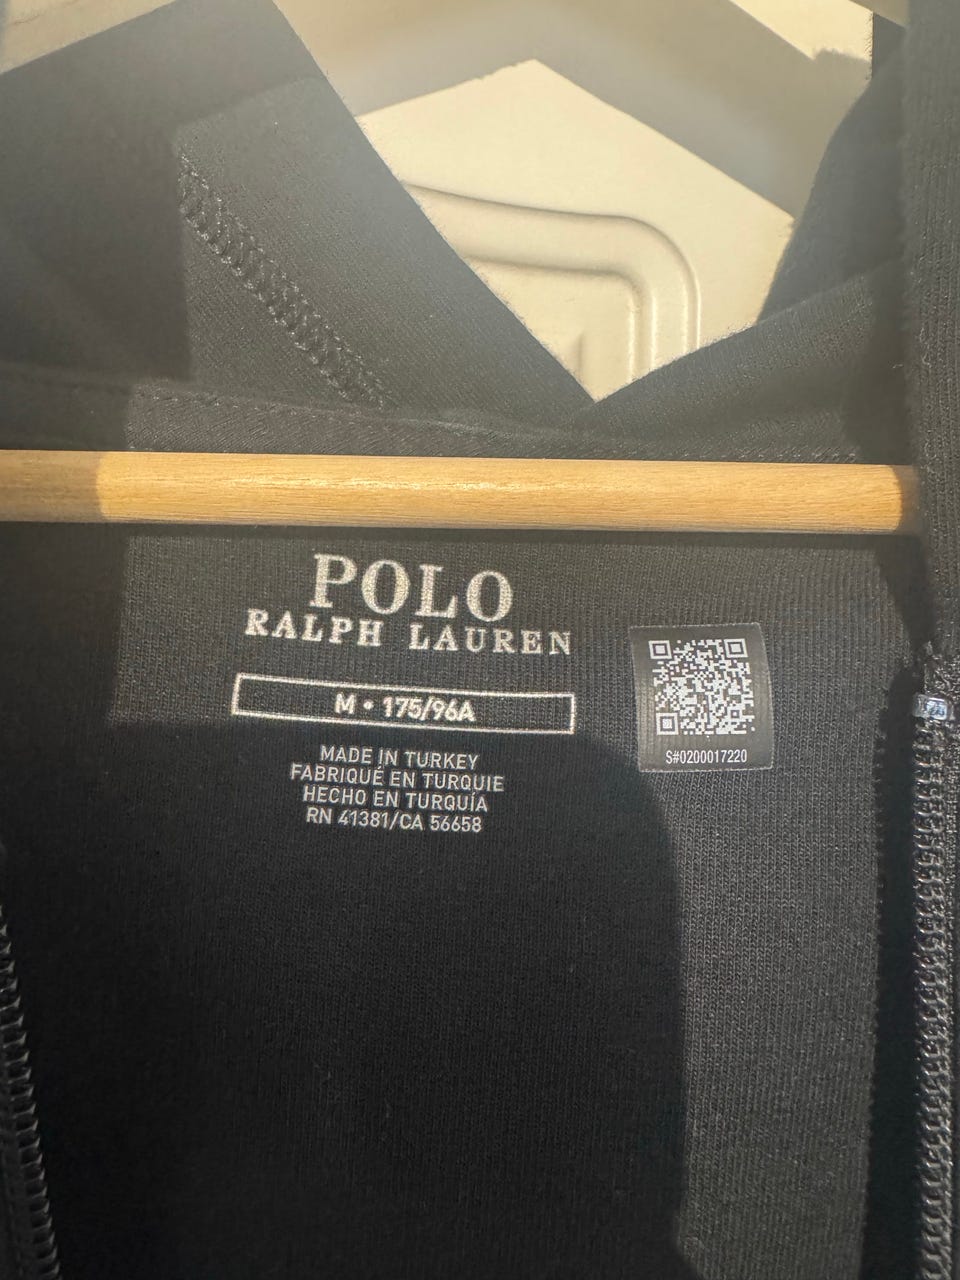 POLO
RALPH LAUREN
M • 175/96A
MADE IN TURKEY
FABRIQUÉ EN TURQUIE
HECHO EN TURQUÍA
RN 41381/CA 56658
S#0200017220